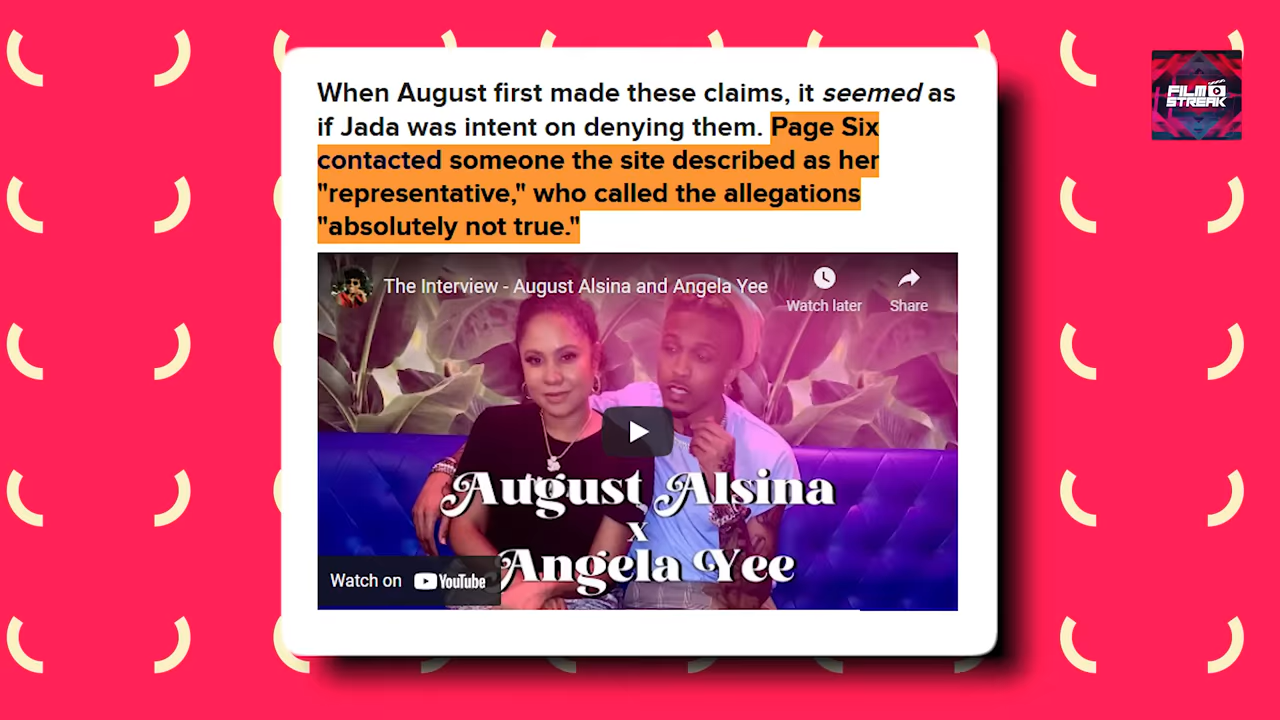 When August first made these claims, it seemed as
if Jada was intent on denying them. Page Six
contacted someone the site described as her
"representative," who called the allegations
"absolutely not true."
FILM
STREAK
The Interview - August Alsina and Angela Yee
Watch later
Share
August Alsina
x
Angela Yee
Watch on YouTube